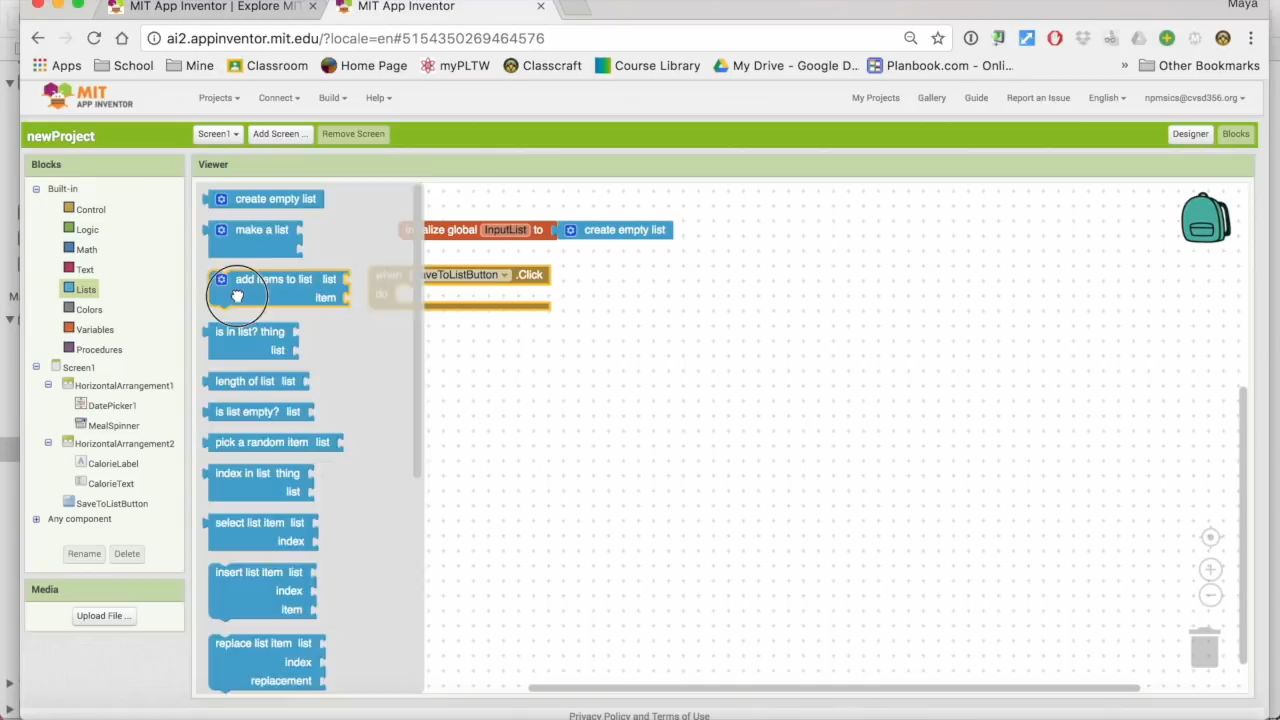 MIT App Inventor | Explore MIT
MIT App Inventor
Maya
ai2.appinventor.mit.edu/?locale=en#5154350269464576
Apps School Mine Classroom Home Page myPLTW Classcraft Course Library My Drive - Google D... Planbook.com - Onli... » Other Bookmarks
MIT
APP INVENTOR
Projects Connect Build Help My Projects Gallery Guide Report an Issue English npmsics@cvsd356.org
newProject Screen1 Add Screen ... Remove Screen Designer Blocks
Blocks
Viewer
Built-in
Control
Logic
Math
Text
Lists
Colors
Variables
Procedures
Screen1
HorizontalArrangement1
DatePicker1
MealSpinner
HorizontalArrangement2
CalorieLabel
CalorieText
SaveToListButton
Any component
Rename Delete
Media
Upload File ...
create empty list
make a list
add items to list list
item
is in list? thing
list
length of list list
is list empty? list
pick a random item list
index in list thing
list
select list item list
index
insert list item list
index
item
replace list item list
index
replacement
initialize global InputList to create empty list
when SaveToListButton .Click
do
Privacy Policy and Terms of Use